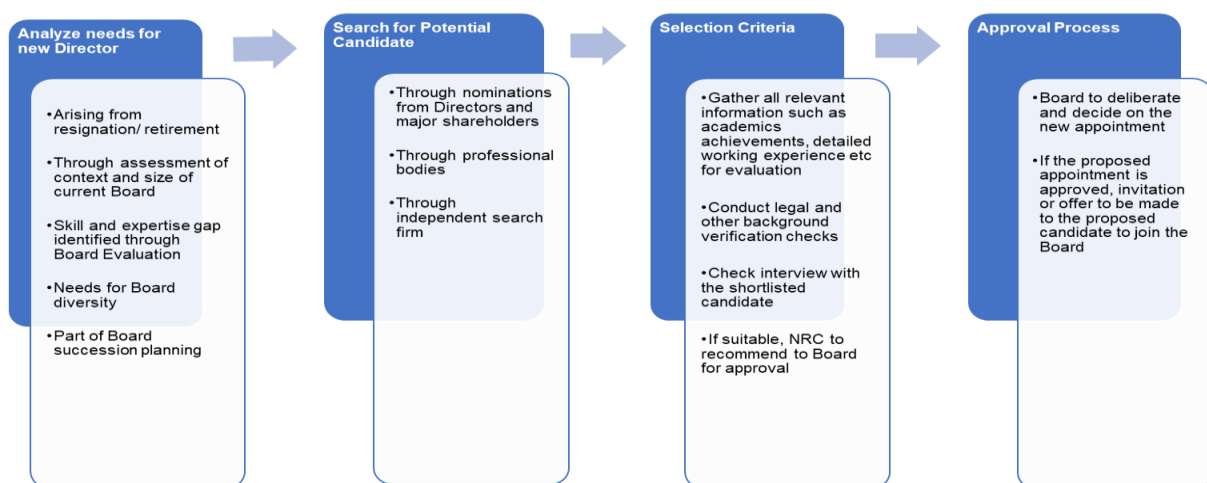 Analyze needs for
new Director
•Arising from
resignation/ retirement
•Through assessment of
context and size of
current Board
•Skill and expertise gap
identified through
Board Evaluation
•Needs for Board
diversity
•Part of Board
succession planning
Search for Potential
Candidate
•Through nominations
from Directors and
major shareholders
•Through professional
bodies
•Through
independent search
firm
Selection Criteria
•Gather all relevant
information such as
academics
achievements, detailed
working experience etc
for evaluation
•Conduct legal and
other background
verification checks
•Check interview with
the shortlisted
candidate
•If suitable, NRC to
recommend to Board
for approval
Approval Process
•Board to deliberate
and decide on the
new appointment
•If the proposed
appointment is
approved, invitation
or offer to be made
to the proposed
candidate to join the
Board